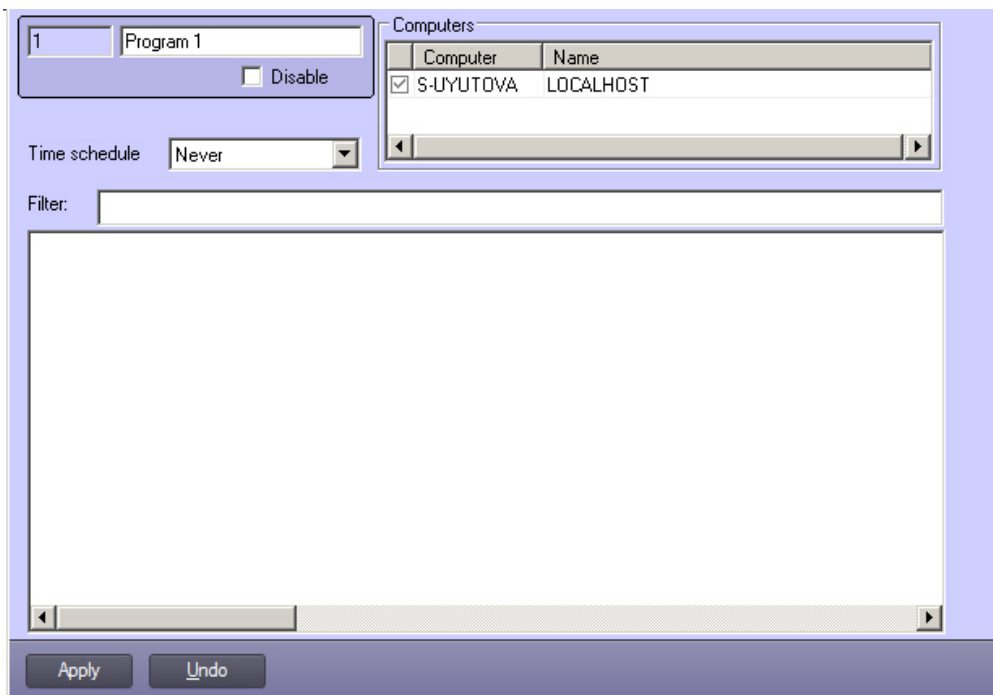 1
Program 1
Disable
Time schedule
Never
Computers
Computer
Name
S-UYUTOVA
LOCALHOST
Filter:
Apply
Undo